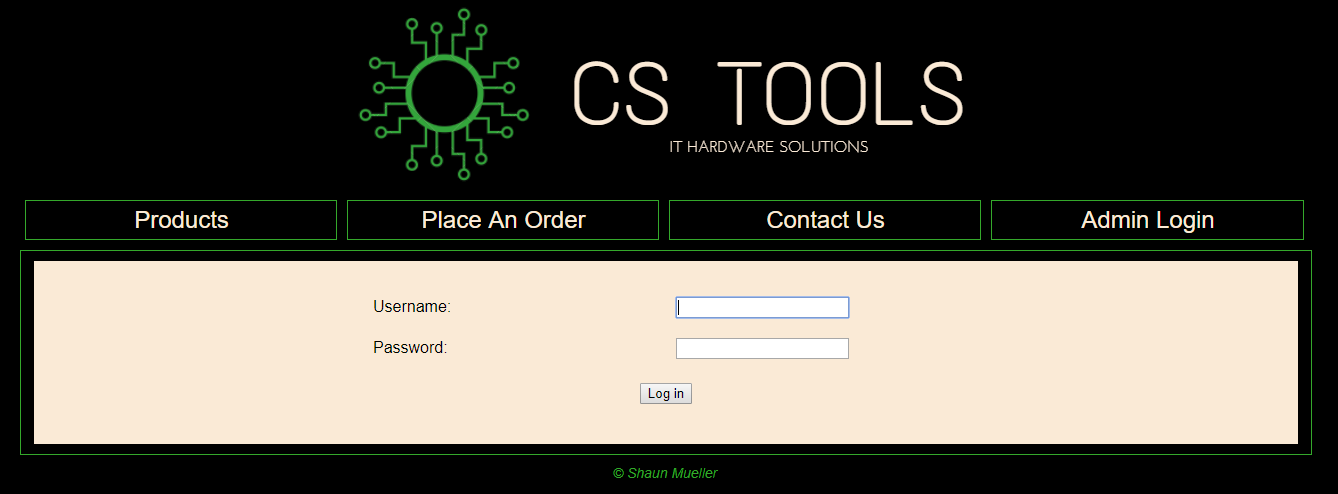 CS TOOLS
IT HARDWARE SOLUTIONS
Products Place An Order Contact Us Admin Login
Username:
Password:
Log in
© Shaun Mueller